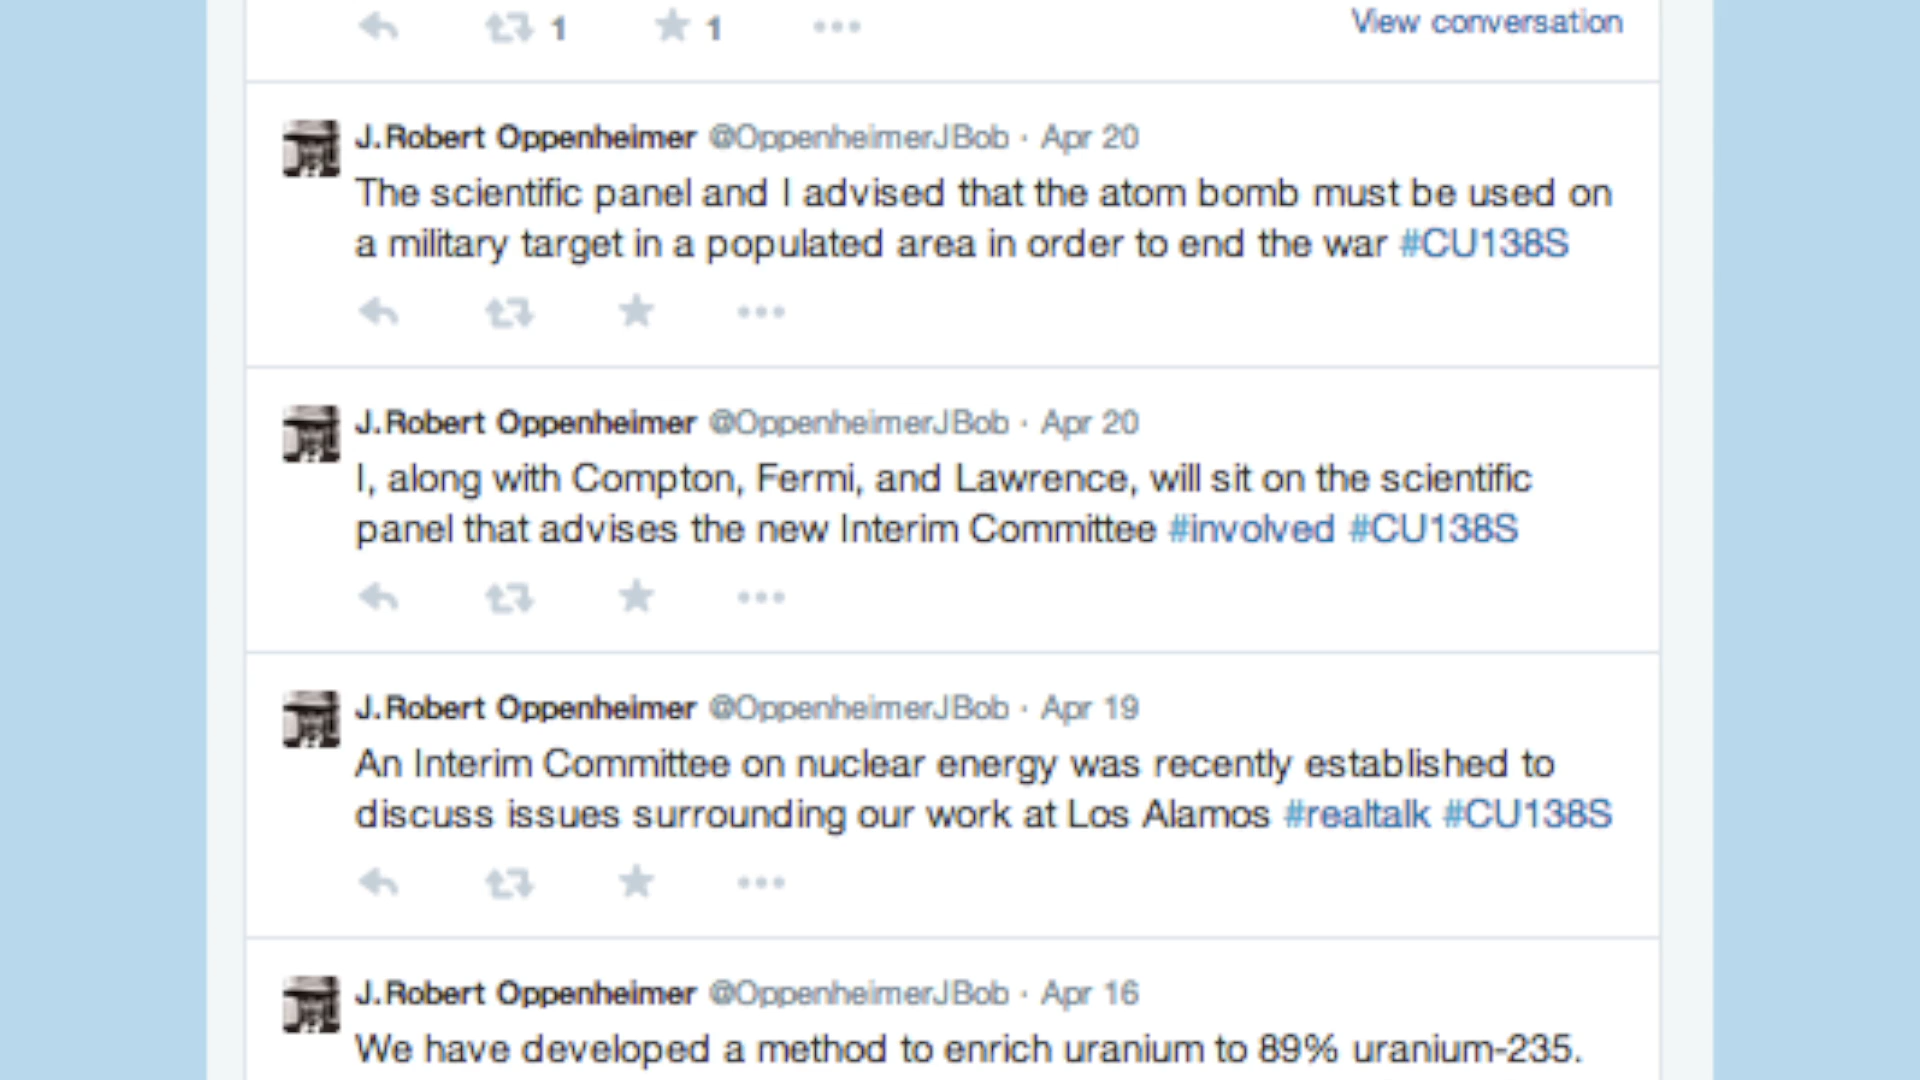 1 1 View conversation
J.Robert Oppenheimer @OppenheimerJBob · Apr 20
The scientific panel and I advised that the atom bomb must be used on
a military target in a populated area in order to end the war #CU138S
J.Robert Oppenheimer @OppenheimerJBob · Apr 20
I, along with Compton, Fermi, and Lawrence, will sit on the scientific
panel that advises the new Interim Committee #involved #CU138S
J.Robert Oppenheimer @OppenheimerJBob · Apr 19
An Interim Committee on nuclear energy was recently established to
discuss issues surrounding our work at Los Alamos #realtalk #CU138S
J.Robert Oppenheimer @OppenheimerJBob · Apr 16
We have developed a method to enrich uranium to 89% uranium-235.